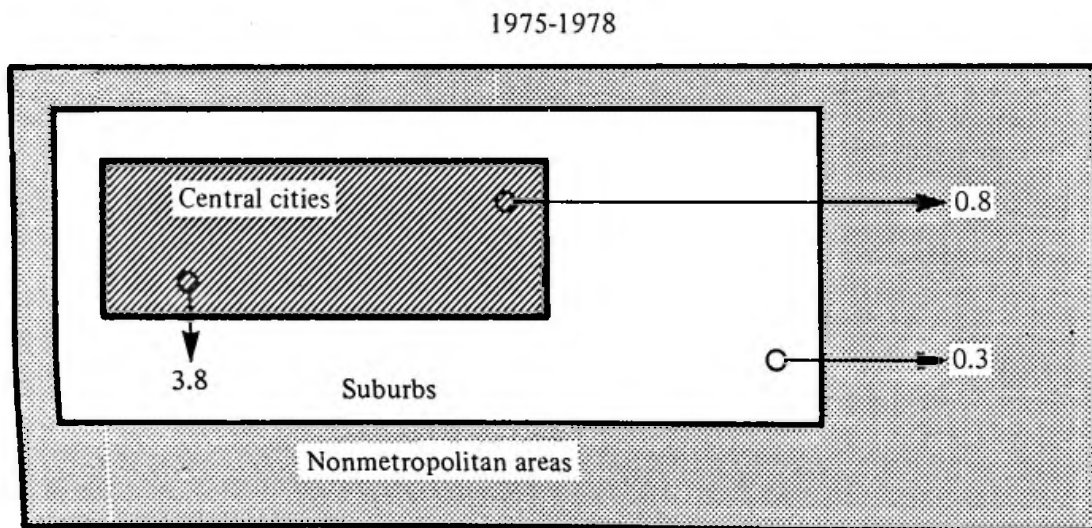 1975-1978
Central cities
0.8
3.8
0.3
Suburbs
Nonmetropolitan areas